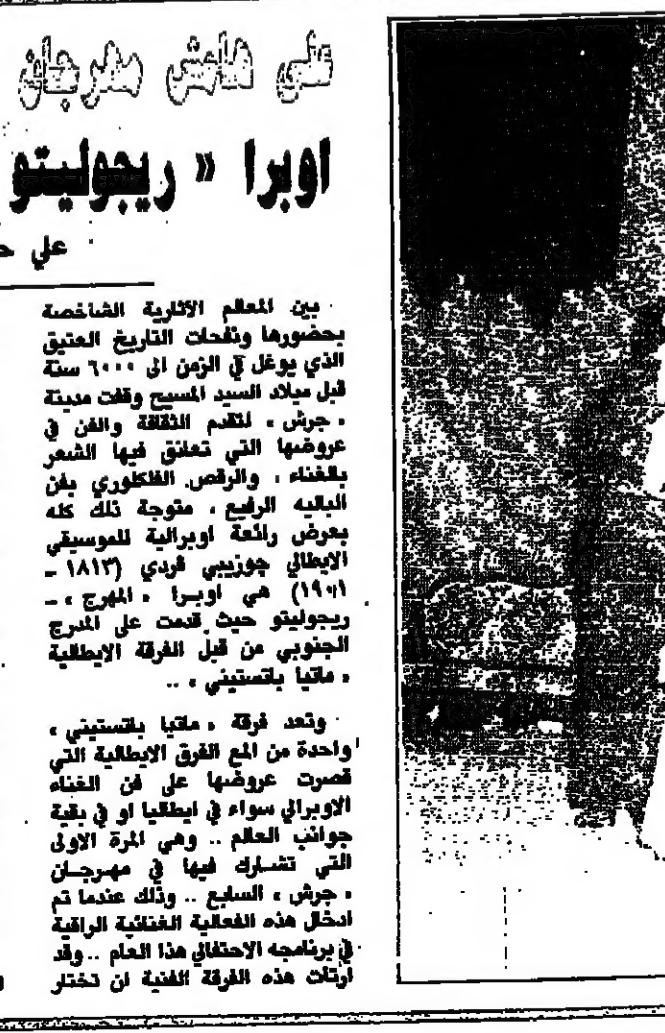 على هامش مهرجان
اوبرا « ريجوليتو
علي
بين المعالم الآثارية الشاخصة
بحضورها ونفحات التاريخ العتيق
الذي يوغل في الزمن الى ٦٠٠٠ سنة
قبل ميلاد السيد المسيح وقفت مدينة
« جرش » لتقدم الثقافة والفن في
عروضها التي تعانق فيها الشعر
بالغناء ، والرقص الفلكلوري بفن
الباليه الرفيع ، متوجة ذلك كله
بعرض رائعة اوبرالية للموسيقي
الايطالي جوزيبي فردي (١٨١٣ ـ
١٩٠١) هي اوبرا « المهرج » ـ
ريجوليتو حيث قدمت على المدرج
الجنوبي من قبل الفرقة الايطالية
« ماتيا باتستيني » ..
وتعد فرقة « ماتيا باتستيني »
واحدة من المع الفرق الايطالية التي
قصرت عروضها على فن الغناء
الاوبرالي سواء في ايطاليا او في بقية
جوانب العالم .. وهي المرة الاولى
التي تشارك فيها في مهرجان
« جرش » السابع .. وذلك عندما تم
ادخال هذه الفعالية الغنائية الراقية
في برنامجه الاحتفالي هذا العام .. وقد
ارتات هذه الفرقة الفنية ان تختار